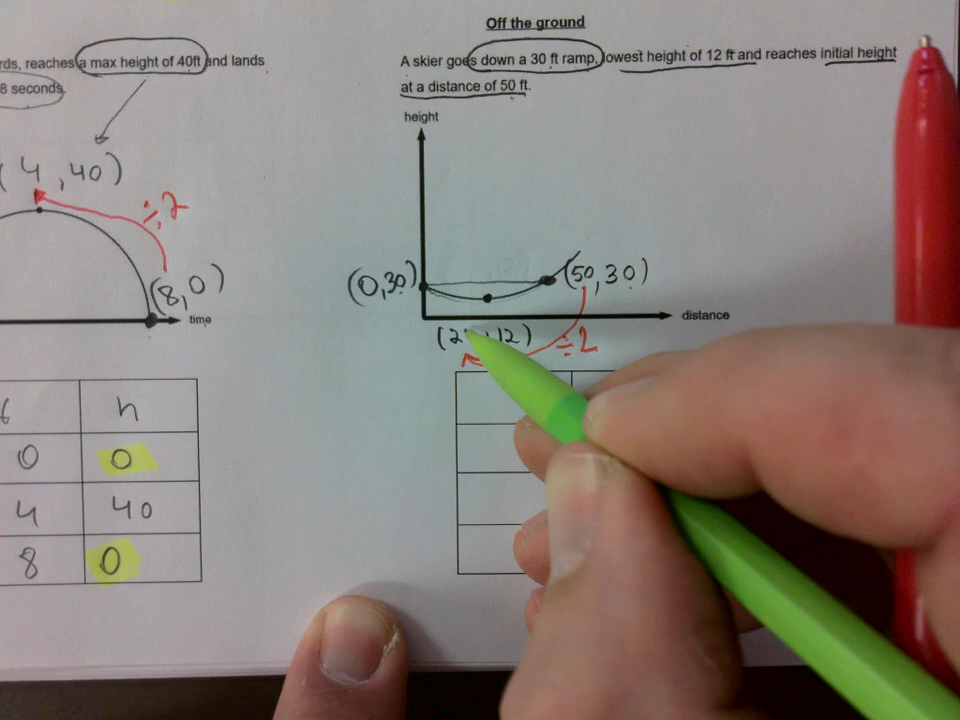 Off the ground
rds, reaches a max height of 40ft and lands
8 seconds.
A skier goes down a 30 ft ramp, lowest height of 12 ft and reaches initial height
at a distance of 50 ft.
height
(4, 40)
÷2
(8, 0)
time
(0,30)
(50,30)
distance
12)
÷2
t h
0 0
4 40
8 0